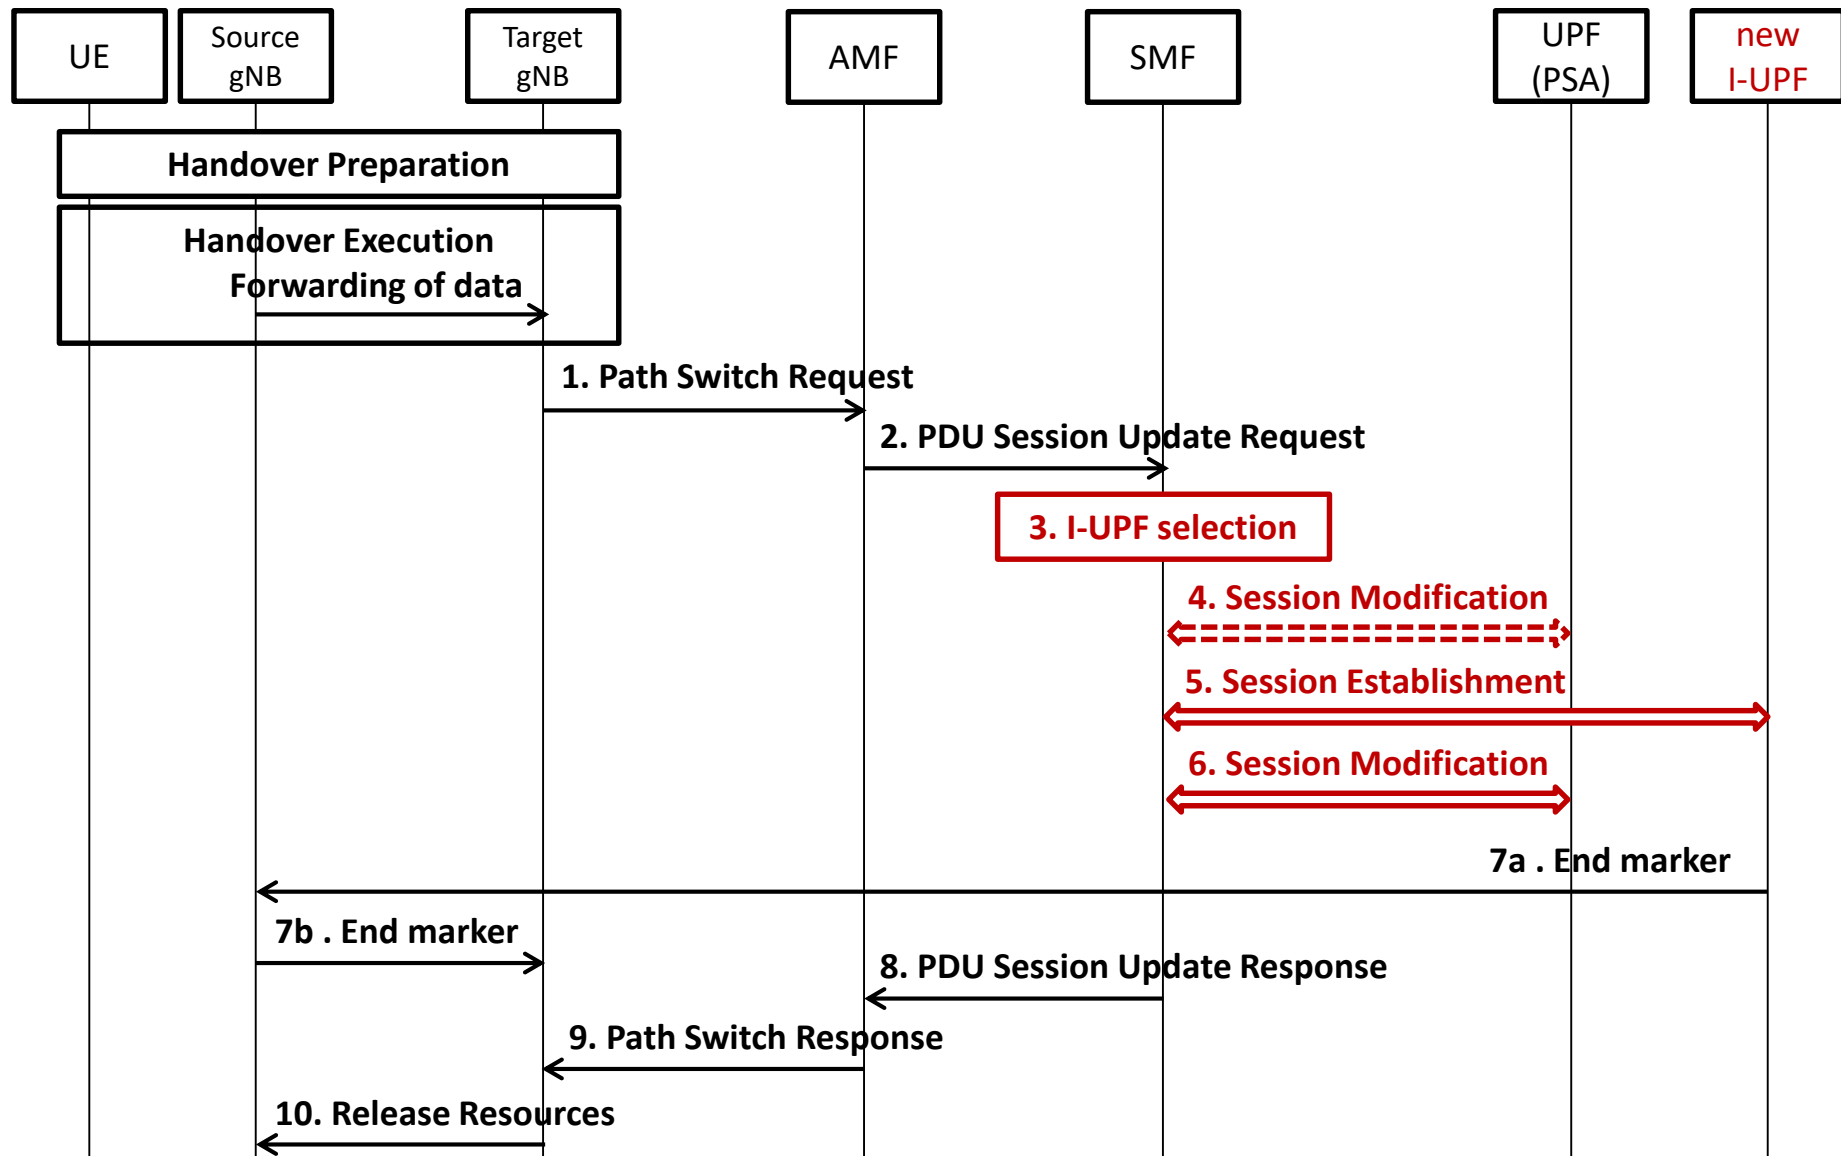 UE
Source
gNB
Target
gNB
AMF
SMF
UPF
(PSA)
new
I-UPF
Handover Preparation
Handover Execution
Forwarding of data
1. Path Switch Request
2. PDU Session Update Request
3. I-UPF selection
4. Session Modification
5. Session Establishment
6. Session Modification
7a . End marker
7b . End marker
8. PDU Session Update Response
9. Path Switch Response
10. Release Resources